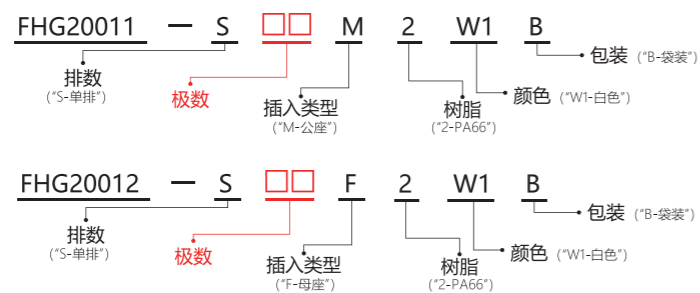 FHG20011 — S □□ M 2 W1 B
包装 ("B-袋装")
排数
("S-单排")
极数
插入类型
("M-公座")
树脂
("2-PA66")
颜色 ("W1-白色")
FHG20012 — S □□ F 2 W1 B
包装 ("B-袋装")
排数
("S-单排")
极数
插入类型
("F-母座")
树脂
("2-PA66")
颜色 ("W1-白色")